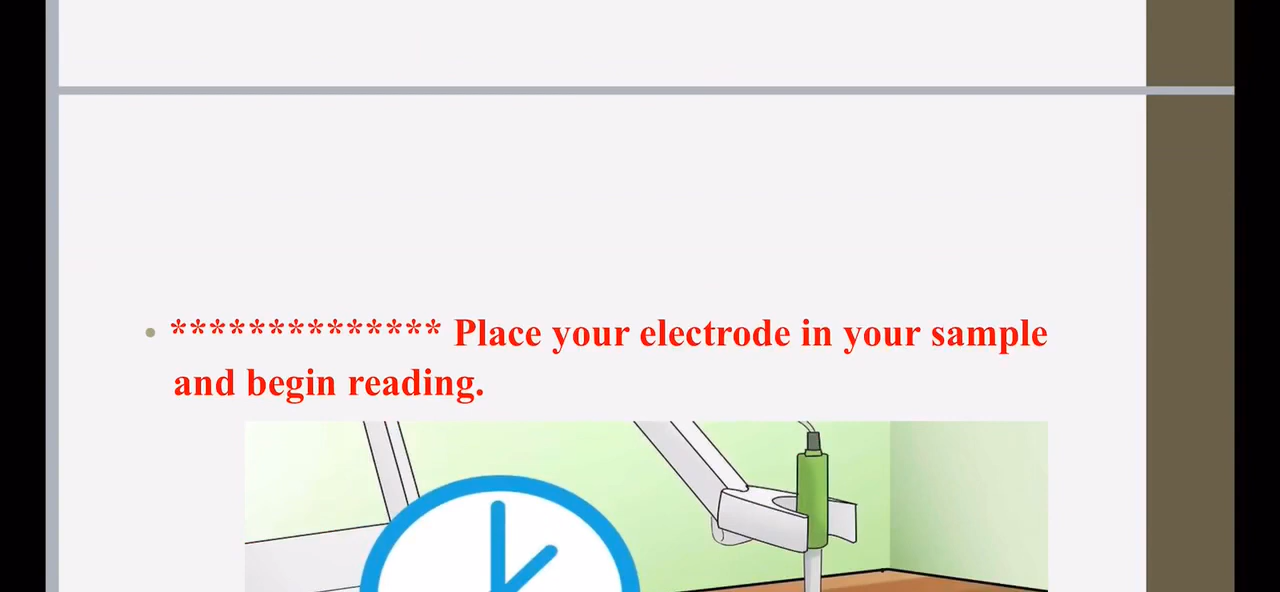 • ************** Place your electrode in your sample
and begin reading.